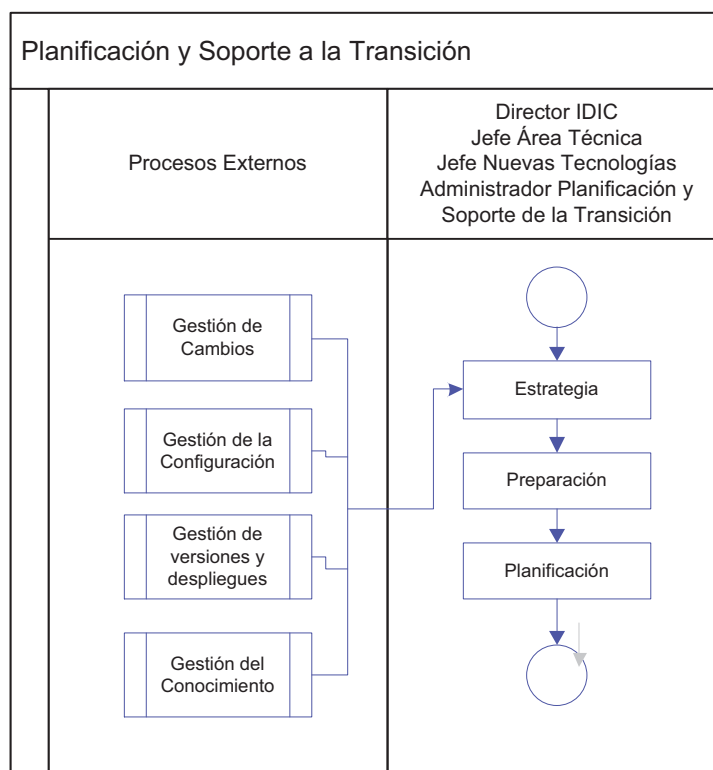 Planificación y Soporte a la Transición
Procesos Externos
Director IDIC
Jefe Área Técnica
Jefe Nuevas Tecnologías
Administrador Planificación y
Soporte de la Transición
Gestión de
Cambios
Gestión de la
Configuración
Gestión de
versiones y
despliegues
Gestión del
Conocimiento
Estrategia
Preparación
Planificación